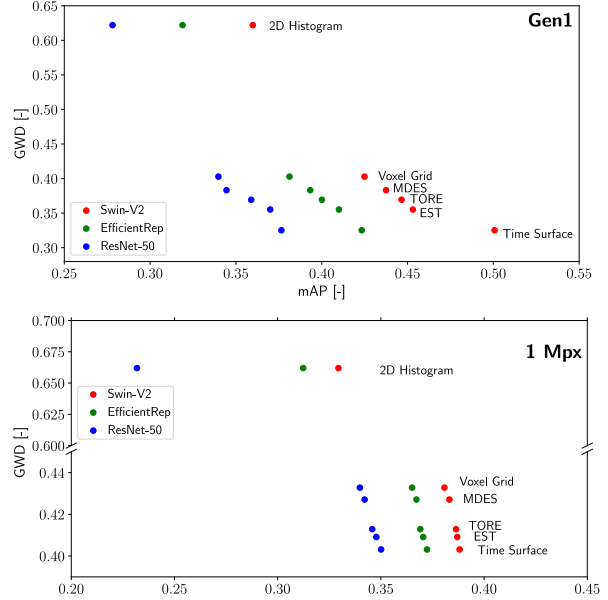 Gen1
0.65
0.60
0.55
0.50
0.45
0.40
0.35
0.30
GWD [-]
2D Histogram
Voxel Grid
MDES
TORE
EST
Time Surface
Swin-V2
EfficientRep
ResNet-50
0.25 0.30 0.35 0.40 0.45 0.50 0.55
mAP [-]
1 Mpx
0.700
0.675
0.650
0.625
0.600
0.44
0.42
0.40
GWD [-]
2D Histogram
Swin-V2
EfficientRep
ResNet-50
Voxel Grid
MDES
TORE
EST
Time Surface
0.20 0.25 0.30 0.35 0.40 0.45